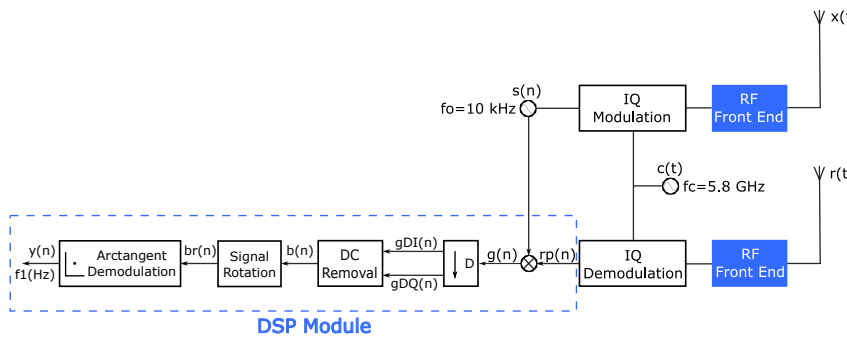 x(t
s(n)
fo=10 kHz
IQ
Modulation
RF
Front End
c(t)
fc=5.8 GHz
r(t
y(n)
f1(Hz)
Arctangent
Demodulation
br(n)
Signal
Rotation
b(n)
DC
Removal
gDI(n)
gDQ(n)
D
g(n)
rp(n)
IQ
Demodulation
RF
Front End
DSP Module